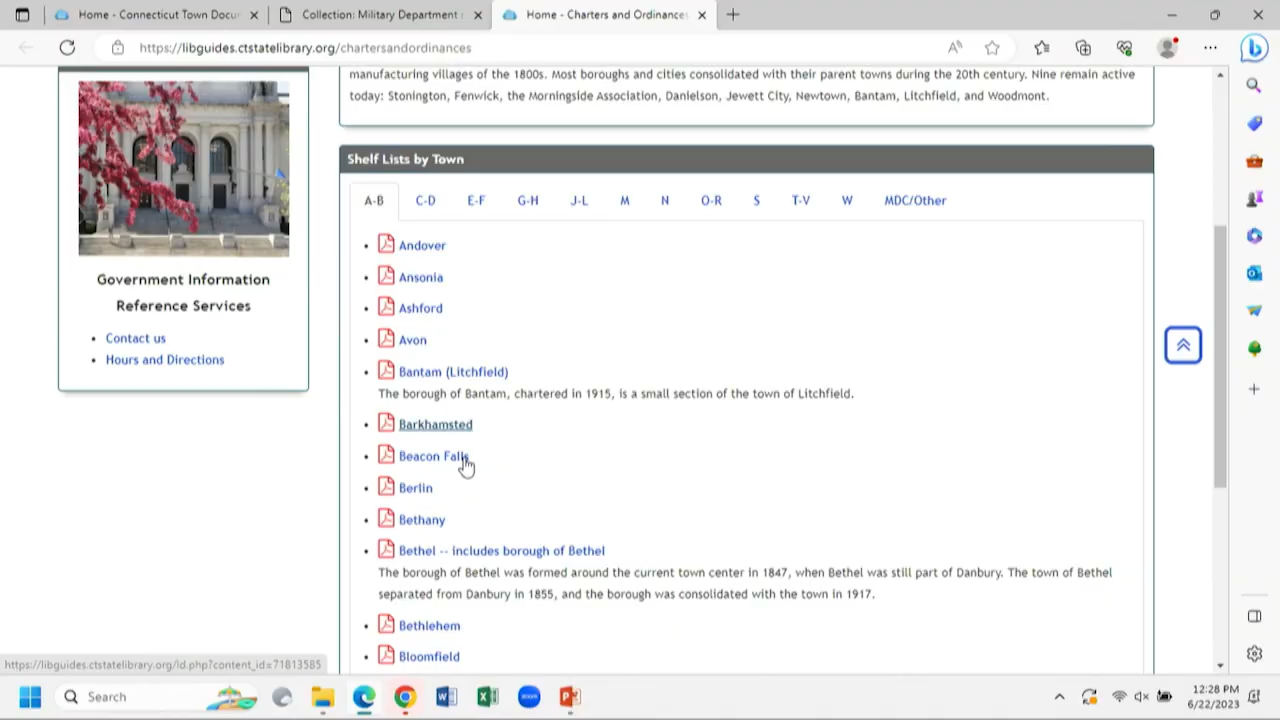 Home - Connecticut Town Docu
Collection: Military Department
Home - Charters and Ordinances
https://libguides.ctstatelibrary.org/chartersandordinances
manufacturing villages of the 1800s. Most boroughs and cities consolidated with their parent towns during the 20th century. Nine remain active
today: Stonington, Fenwick, the Morningside Association, Danielson, Jewett City, Newtown, Bantam, Litchfield, and Woodmont.
Government Information
Reference Services
• Contact us
• Hours and Directions
Shelf Lists by Town
A-B C-D E-F G-H J-L M N O-R S T-V W MDC/Other
• Andover
• Ansonia
• Ashford
• Avon
• Bantam (Litchfield)
The borough of Bantam, chartered in 1915, is a small section of the town of Litchfield.
• Barkhamsted
• Beacon Falls
• Berlin
• Bethany
• Bethel -- includes borough of Bethel
The borough of Bethel was formed around the current town center in 1847, when Bethel was still part of Danbury. The town of Bethel
separated from Danbury in 1855, and the borough was consolidated with the town in 1917.
• Bethlehem
• Bloomfield
https://libguides.ctstatelibrary.org/ld.php?content_id=71813585
Search
12:28 PM
6/22/2023